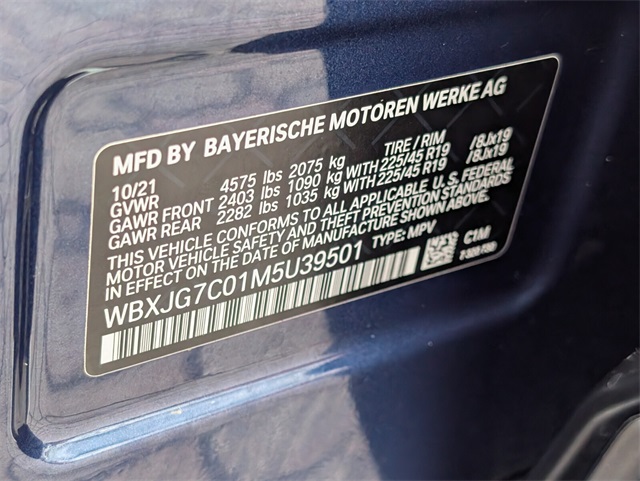 MFD BY BAYERISCHE MOTOREN WERKE AG
10/21 4575 lbs 2075 kg TIRE / RIM
GVWR
GAWR FRONT 2403 lbs 1090 kg WITH 225/45 R19 /8Jx19
GAWR REAR 2282 lbs 1035 kg WITH 225/45 R19 /8Jx19
THIS VEHICLE CONFORMS TO ALL APPLICABLE U. S. FEDERAL
MOTOR VEHICLE SAFETY AND THEFT PREVENTION STANDARDS
IN EFFECT ON THE DATE OF MANUFACTURE SHOWN ABOVE.
WBXJG7C01M5U39501 TYPE: MPV C1M